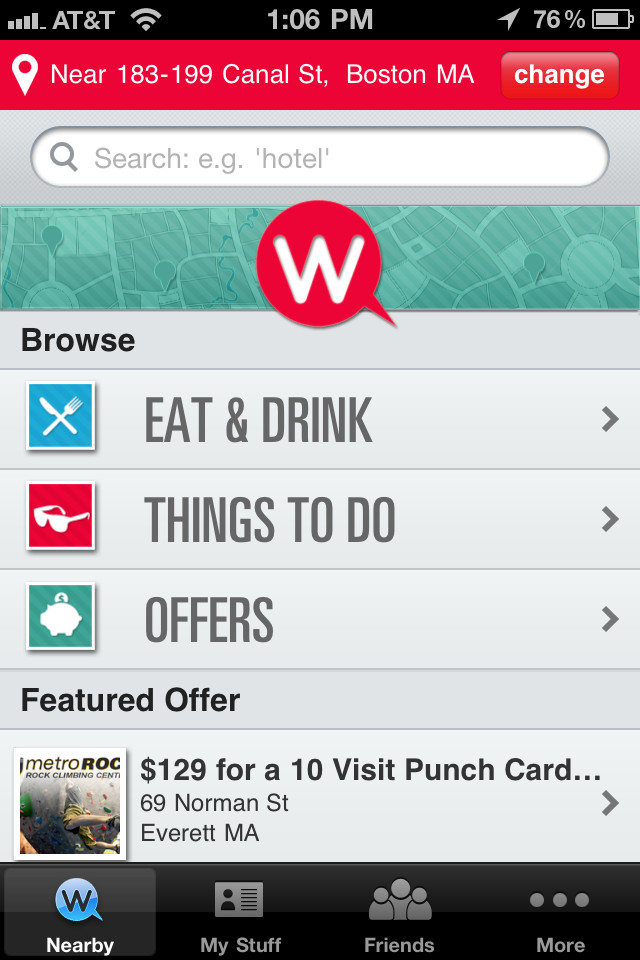 AT&T 1:06 PM 76%
Near 183-199 Canal St, Boston MA change
Search: e.g. 'hotel'
W
Browse
EAT & DRINK
THINGS TO DO
OFFERS
Featured Offer
metroROC
ROCK CLIMBING CENT
$129 for a 10 Visit Punch Card...
69 Norman St
Everett MA
W
Nearby My Stuff Friends More